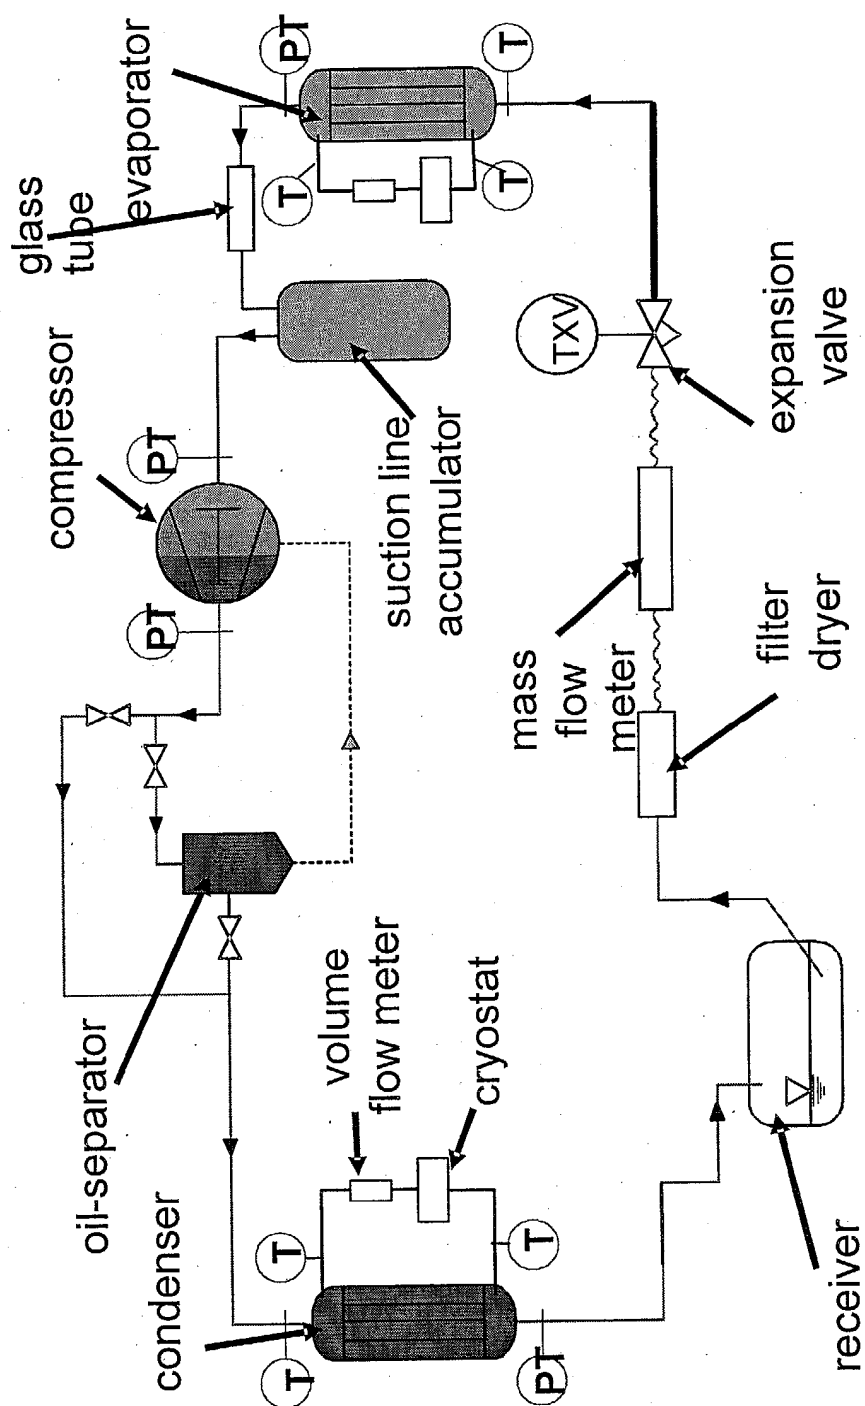 condenser
oil-separator
compressor
glass
tube
evaporator
T
T
PT
PT
T
PT
volume
flow meter
suction line
accumulator
cryostat
PT
T
T
T
TXV
mass
flow
meter
expansion
valve
receiver
filter
dryer